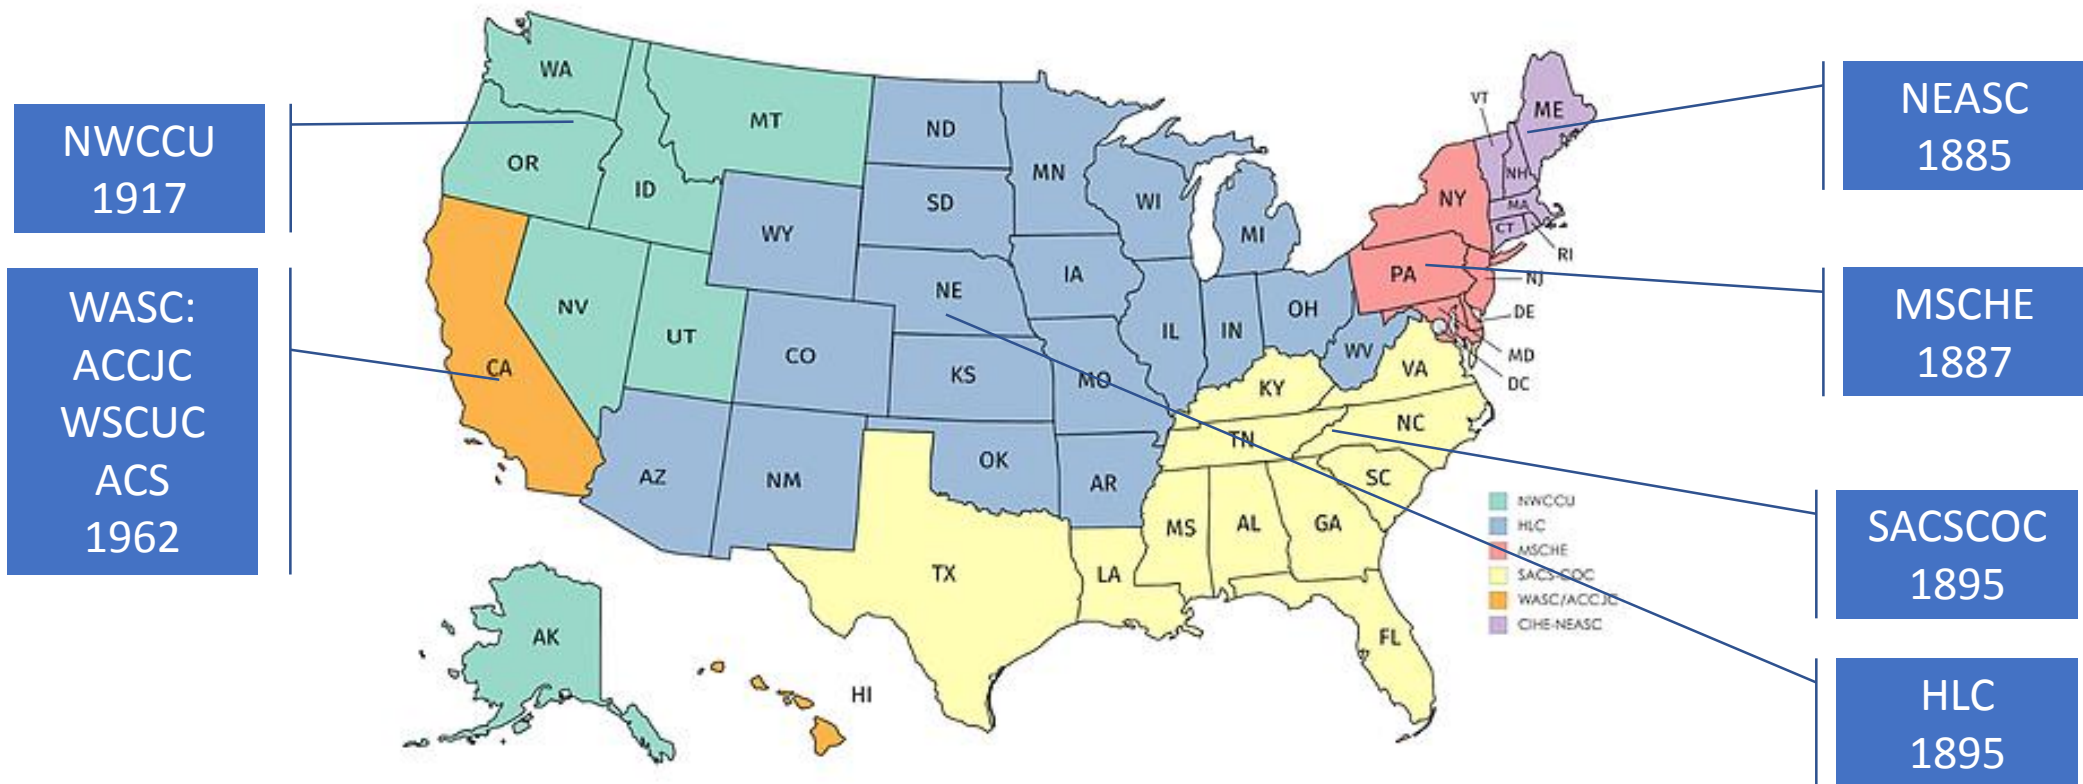 NWCCU
1917
WASC:
ACCJC
WSCUC
ACS
1962
WA
OR
ID
MT
WY
NV
UT
CA
CO
AZ
NM
ND
SD
NE
KS
OK
TX
MN
IA
MO
AR
LA
WI
IL
MI
IN
OH
WV
KY
TN
MS
AL
GA
FL
SC
NC
VA
PA
NY
VT
NH
ME
MA
CT
RI
NJ
DE
MD
DC
AK
HI
NWCCU
HLC
MSCHE
SACS-COC
WASC/ACCJC
CIHE-NEASC
NEASC
1885
MSCHE
1887
SACSCOC
1895
HLC
1895